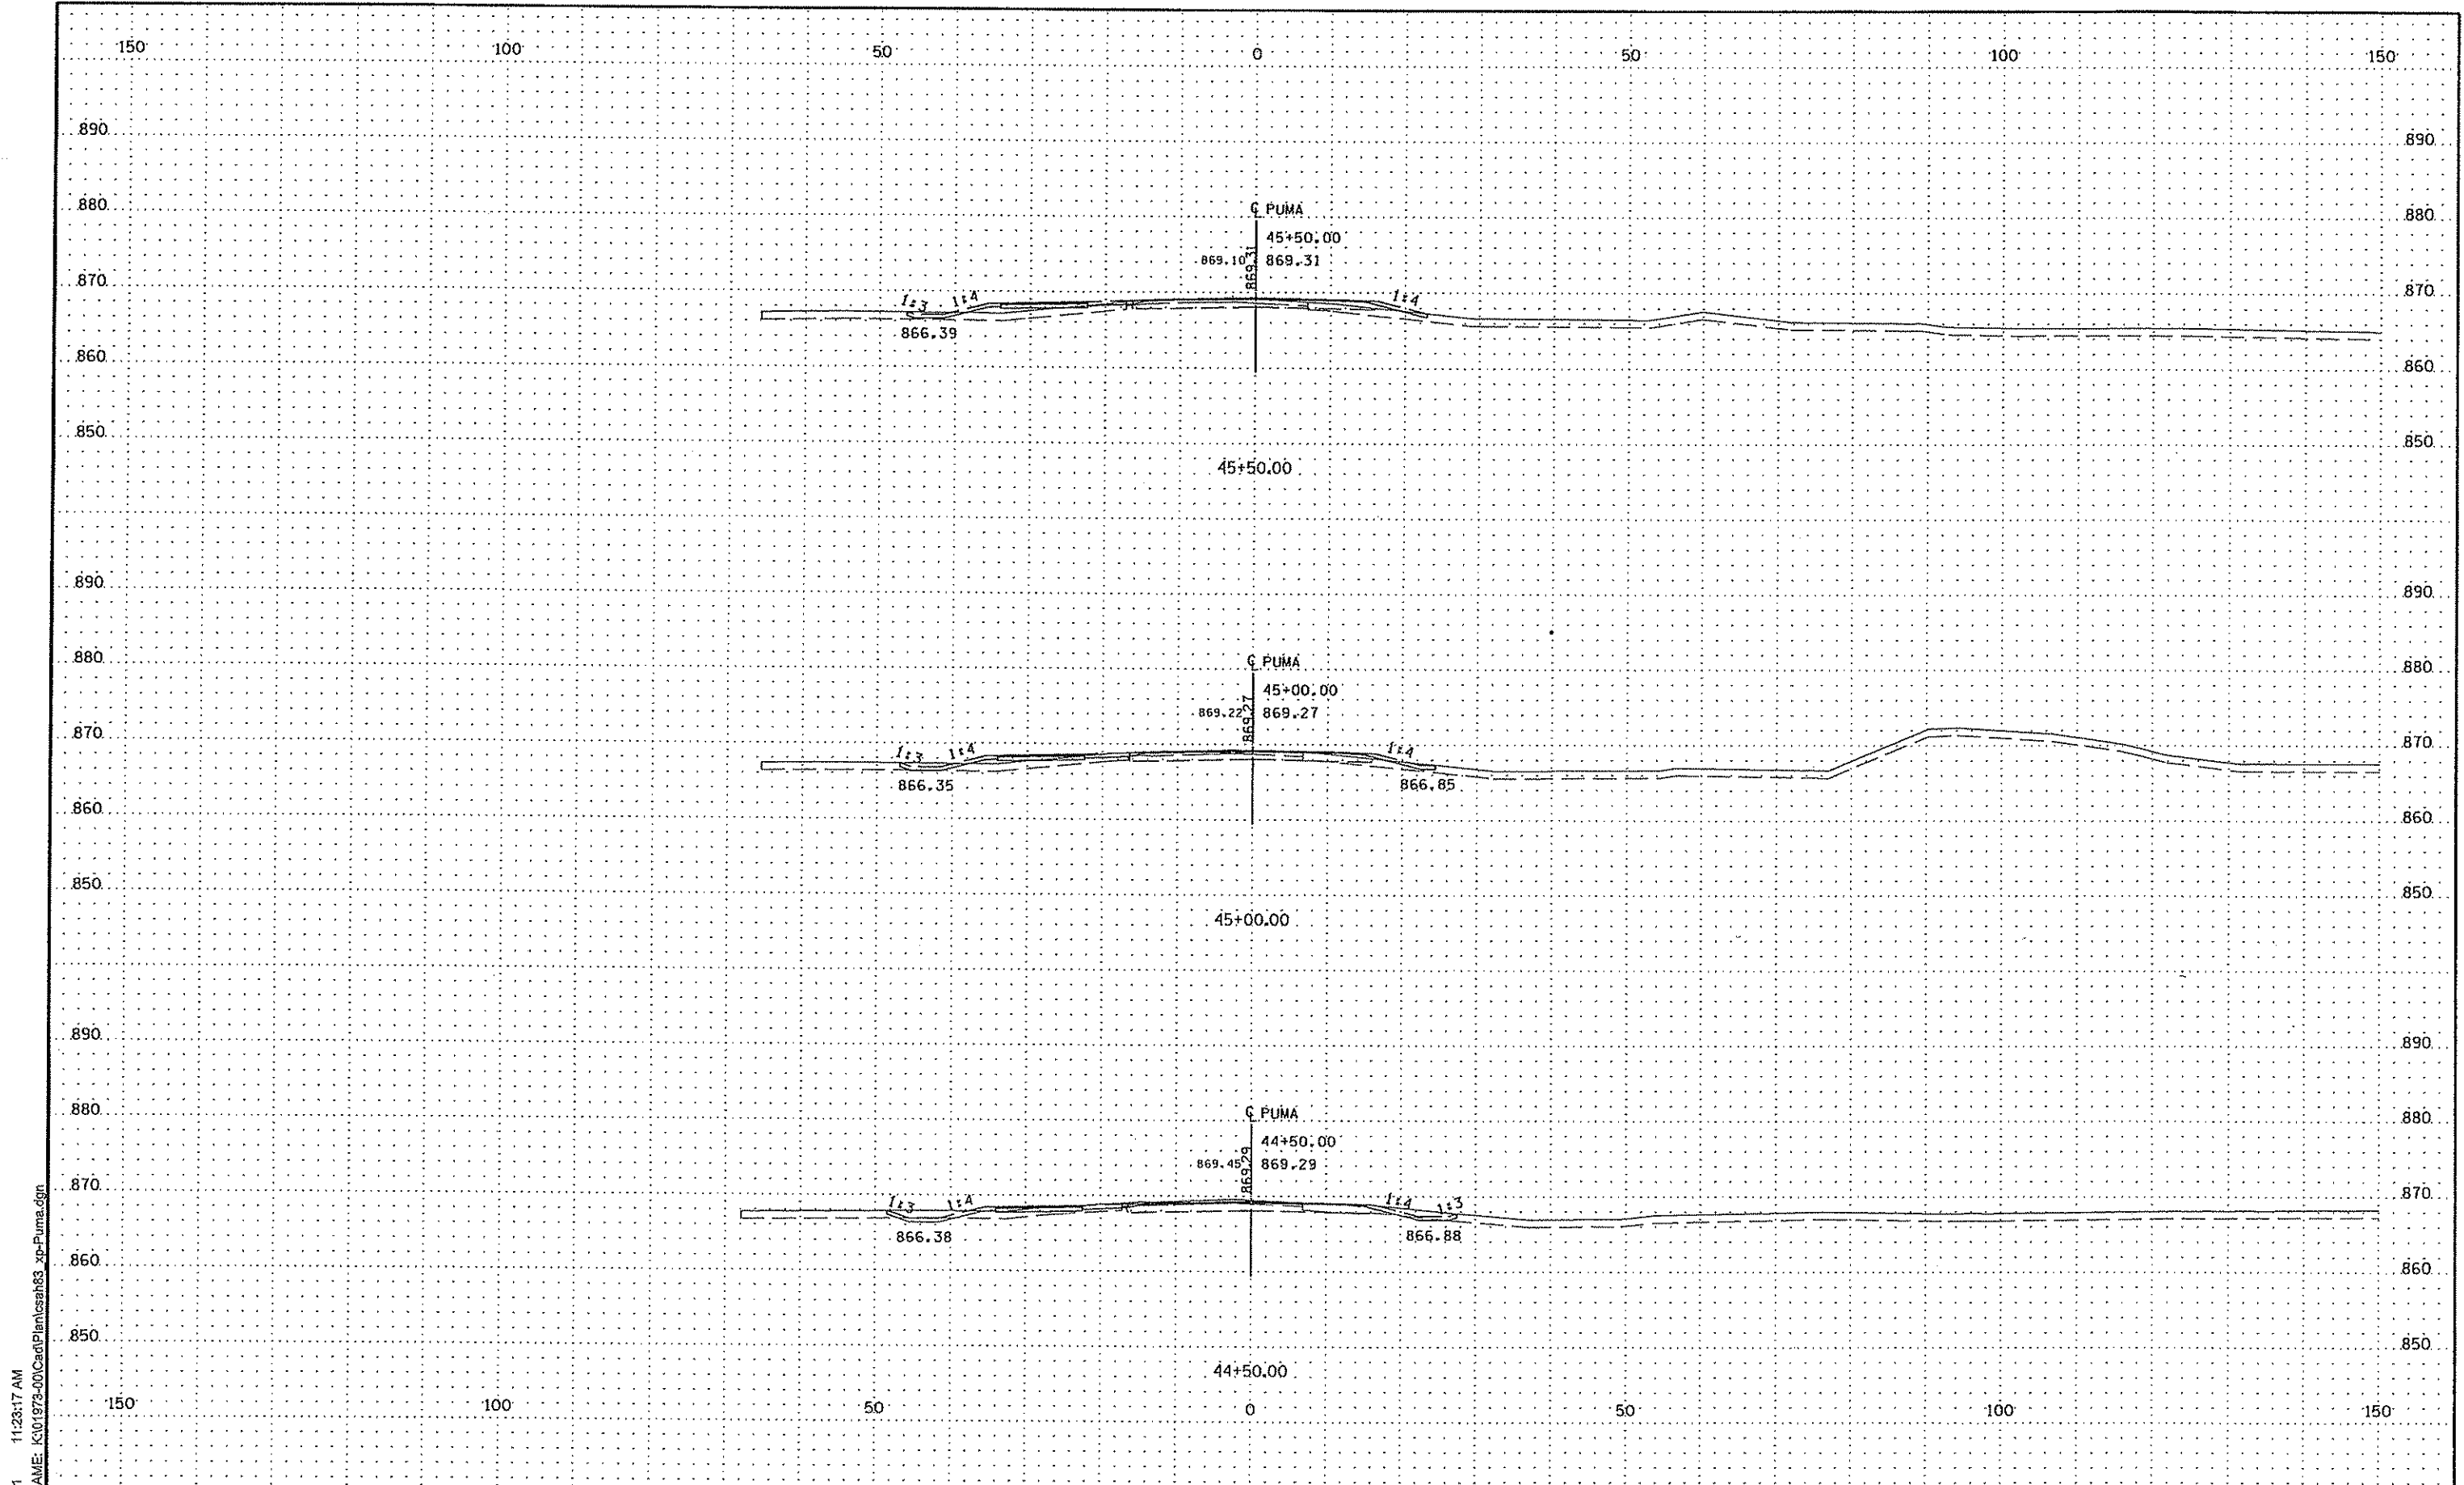 150 100 50 0 50 100 150
890 890
880 880
℄ PUMA
45+50.00
869.10 869.31 869.31
870 870
1:3 1:4 1:4
866.39
860 860
850 850
45+50.00
890 890
880 880
℄ PUMA
45+00.00
869.22 869.27 869.27
870 870
1:3 1:4 1:4
866.35 866.85
860 860
850 850
45+00.00
890 890
880 880
℄ PUMA
44+50.00
869.45 869.29 869.29
870 870
1:3 1:4 1:4 1:3
866.38 866.88
860 860
850 850
44+50.00
150 100 50 0 50 100 150
1 11:23:17 AM
AME: K:\01973-00\Cad\Plan\csah83_xp-Puma.dgn